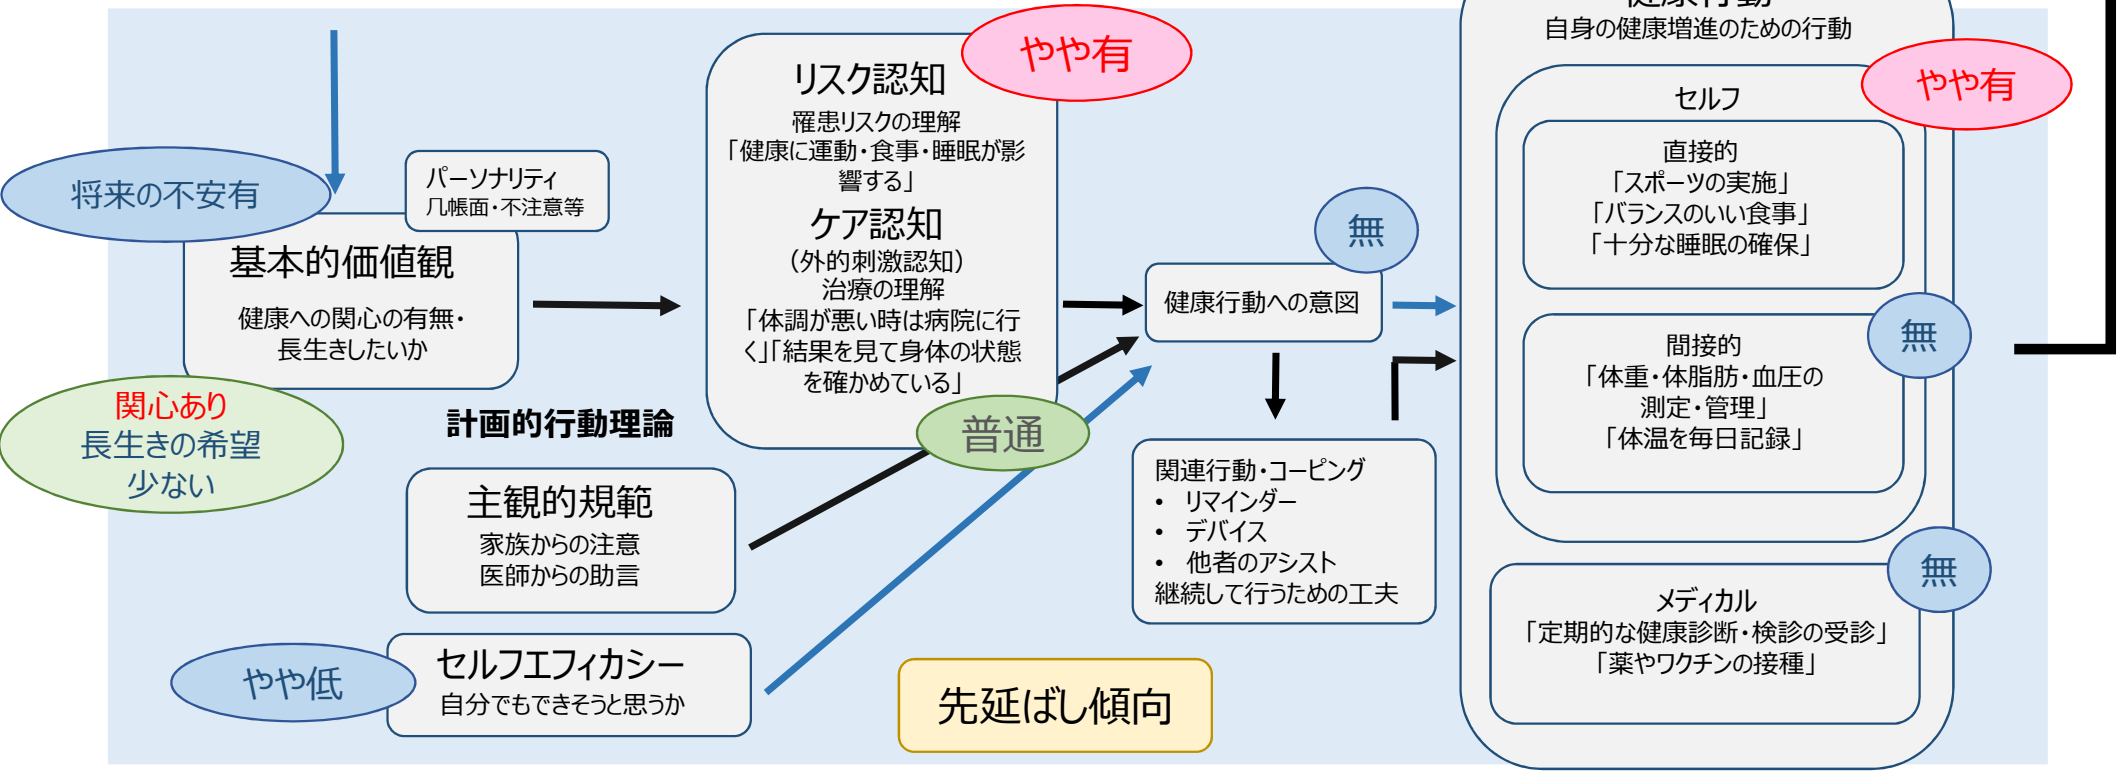 健康行動
自身の健康増進のための行動
やや有
リスク認知
罹患リスクの理解
「健康に運動・食事・睡眠が影
響する」
ケア認知
（外的刺激認知）
治療の理解
「体調が悪い時は病院に行
く」「結果を見て身体の状態
を確かめている」
普通
やや有
セルフ
直接的
「スポーツの実施」
「バランスのいい食事」
「十分な睡眠の確保」
将来の不安有
パーソナリティ
几帳面・不注意等
基本的価値観
健康への関心の有無・
長生きしたいか
関心あり
長生きの希望
少ない
無
健康行動への意図
無
間接的
「体重・体脂肪・血圧の
測定・管理」
「体温を毎日記録」
計画的行動理論
主観的規範
家族からの注意
医師からの助言
関連行動・コーピング
• リマインダー
• デバイス
• 他者のアシスト
継続して行うための工夫
無
メディカル
「定期的な健康診断・検診の受診」
「薬やワクチンの接種」
やや低
セルフエフィカシー
自分でもできそうと思うか
先延ばし傾向